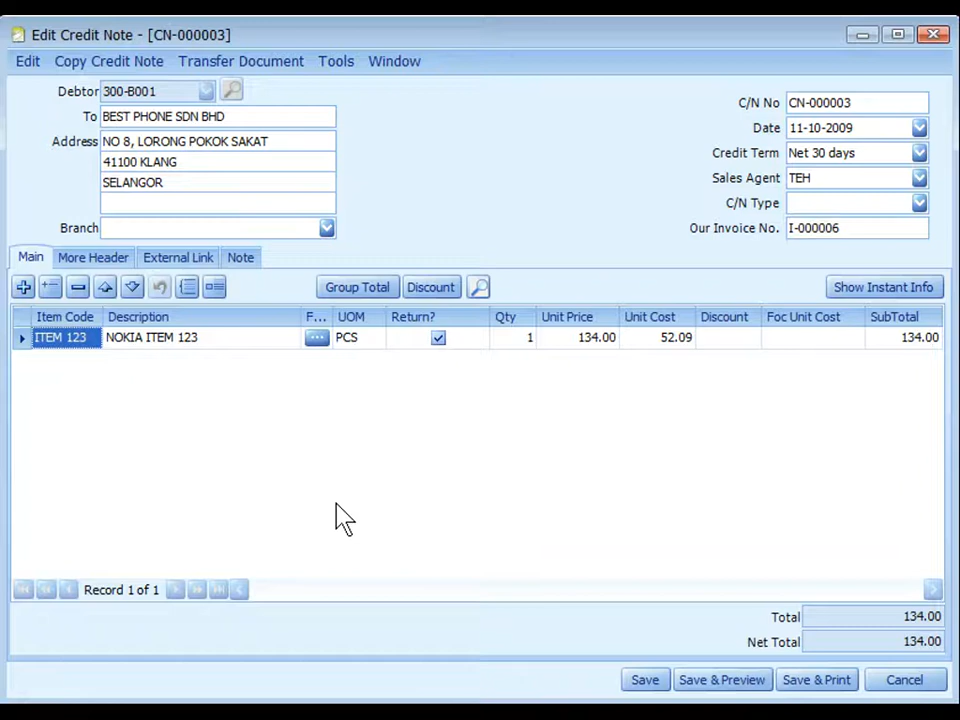 Edit Credit Note - [CN-000003]
Edit Copy Credit Note Transfer Document Tools Window
Debtor 300-B001
To BEST PHONE SDN BHD
Address NO 8, LORONG POKOK SAKAT
41100 KLANG
SELANGOR
Branch
C/N No CN-000003
Date 11-10-2009
Credit Term Net 30 days
Sales Agent TEH
C/N Type
Our Invoice No. I-000006
Main More Header External Link Note
Group Total Discount Show Instant Info
Item Code Description F... UOM Return? Qty Unit Price Unit Cost Discount Foc Unit Cost SubTotal
ITEM 123 NOKIA ITEM 123 PCS 1 134.00 52.09 134.00
Record 1 of 1
Total 134.00
Net Total 134.00
Save Save & Preview Save & Print Cancel